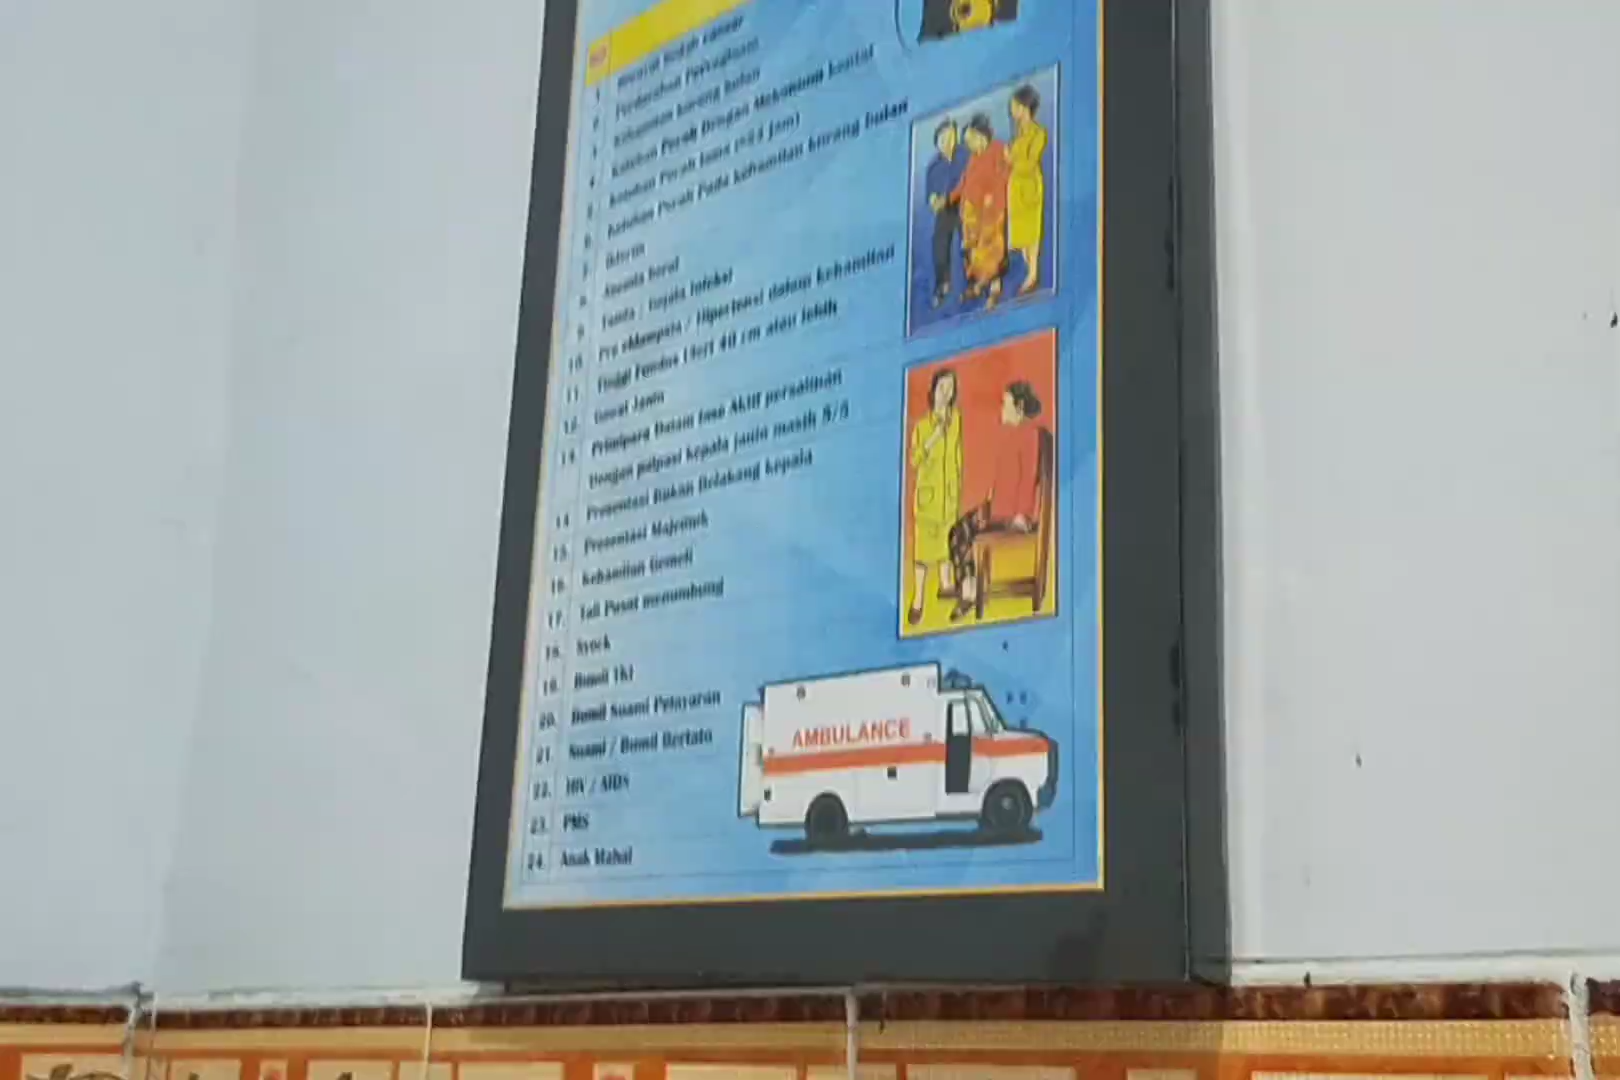 NO
1. Riwayat Bedah Caesar
2. Perdarahan Pervaginam
3. Kehamilan kurang bulan
4. Ketuban Pecah Dengan Mekonium kental
5. Ketuban Pecah Lama (>24 jam)
6. Ketuban Pecah Pada kehamilan kurang bulan
7. Ikterus
8. Anemia berat
9. Tanda / Gejala Infeksi
10. Pre eklampsia / Hipertensi dalam kehamilan
11. Tinggi Fundus Uteri 40 cm atau lebih
12. Gawat Janin
13. Primipara Dalam fase Aktif persalinan
Dengan palpasi kepala janin masih 5/5
14. Presentasi Bukan Belakang kepala
15. Presentasi Majemuk
16. Kehamilan Gemeli
17. Tali Pusat menumbung
18. Syock
19. Bumil TKI
20. Bumil Suami Pelayaran
21. Suami / Bumil Bertato
22. HIV / AIDs
23. PMS
24. Anak Mahal
AMBULANCE